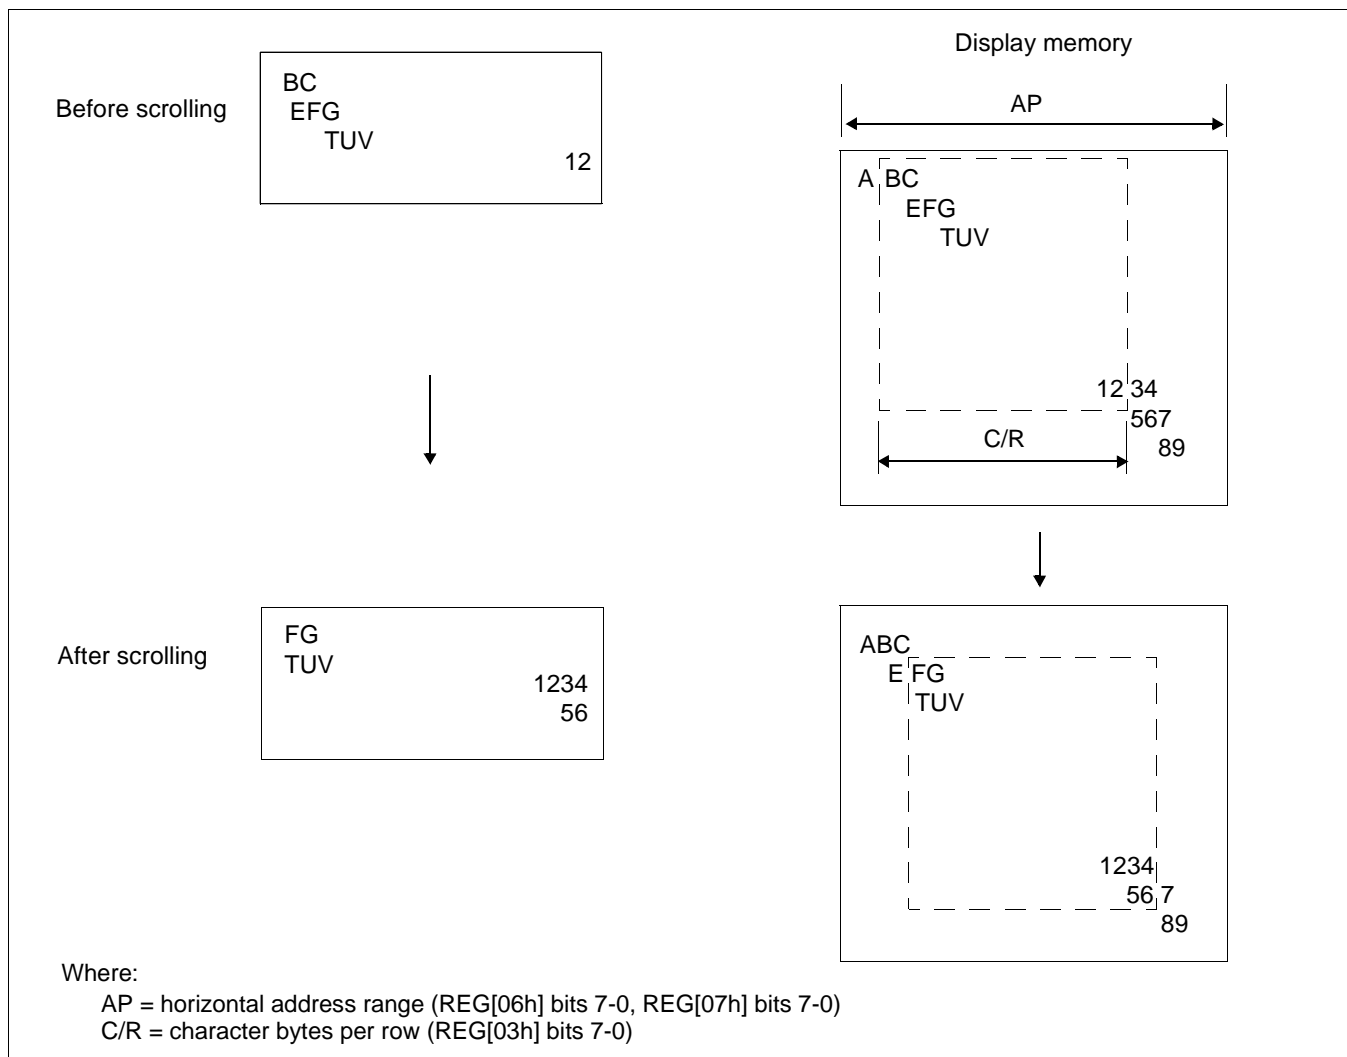 Display memory
Before scrolling
BC
EFG
TUV
12
AP
A BC
EFG
TUV
12 34
567
89
C/R
After scrolling
FG
TUV
1234
56
ABC
E FG
TUV
1234
56 7
89
Where:
AP = horizontal address range (REG[06h] bits 7-0, REG[07h] bits 7-0)
C/R = character bytes per row (REG[03h] bits 7-0)